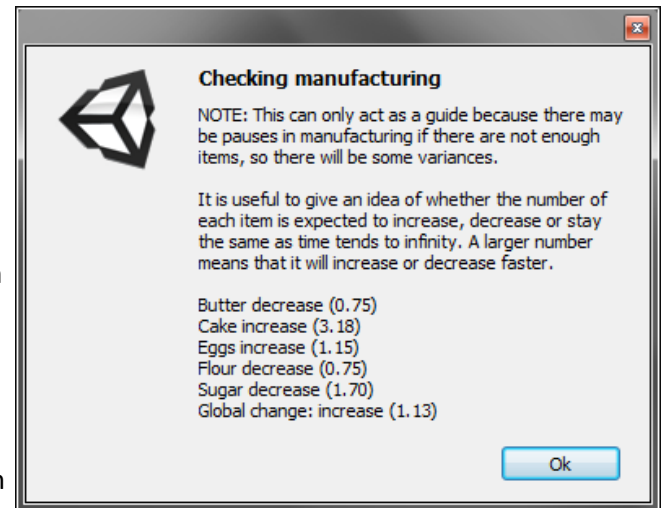 Checking manufacturing
NOTE: This can only act as a guide because there may
be pauses in manufacturing if there are not enough
items, so there will be some variances.
It is useful to give an idea of whether the number of
each item is expected to increase, decrease or stay
the same as time tends to infinity. A larger number
means that it will increase or decrease faster.
Butter decrease (0.75)
Cake increase (3.18)
Eggs increase (1.15)
Flour decrease (0.75)
Sugar decrease (1.70)
Global change: increase (1.13)
Ok